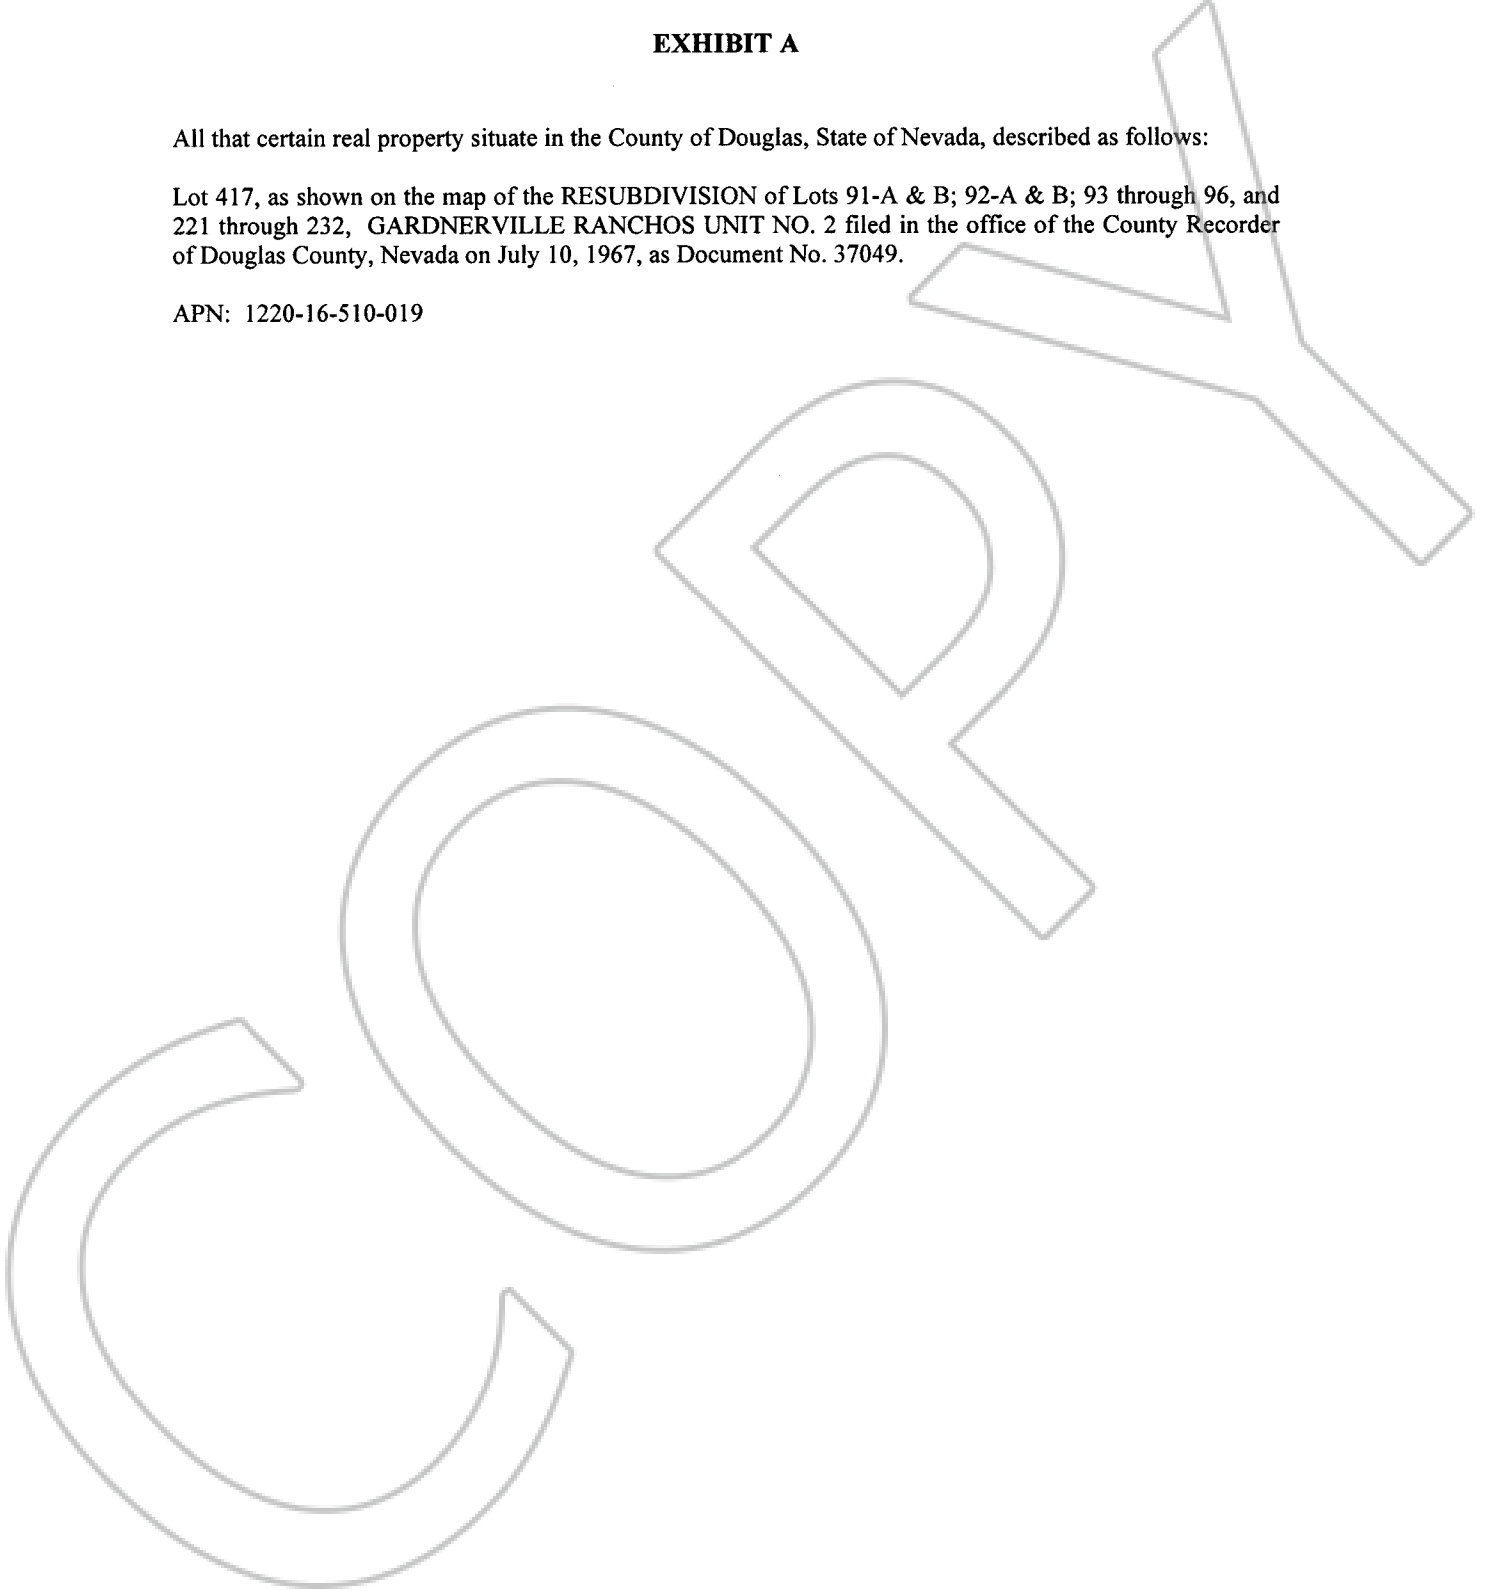 EXHIBIT A
All that certain real property situate in the County of Douglas, State of Nevada, described as follows:
Lot 417, as shown on the map of the RESUBDIVISION of Lots 91-A & B; 92-A & B; 93 through 96, and
221 through 232, GARDNERVILLE RANCHOS UNIT NO. 2 filed in the office of the County Recorder
of Douglas County, Nevada on July 10, 1967, as Document No. 37049.
APN: 1220-16-510-019
COPY